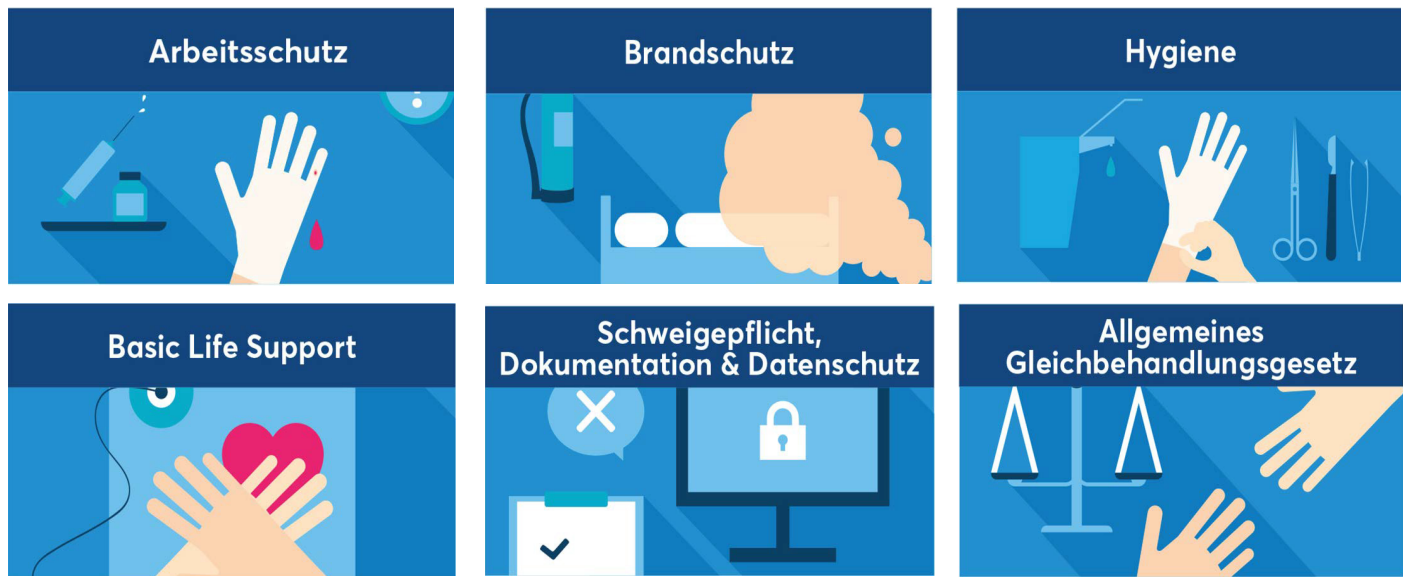 Arbeitsschutz
Brandschutz
Hygiene
Basic Life Support
Schweigepflicht,
Dokumentation & Datenschutz
Allgemeines
Gleichbehandlungsgesetz